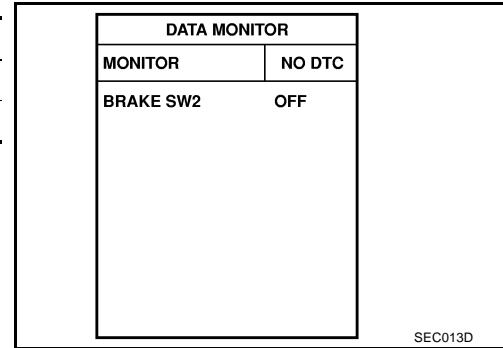 DATA MONITOR
MONITOR NO DTC
BRAKE SW2 OFF
SEC013D